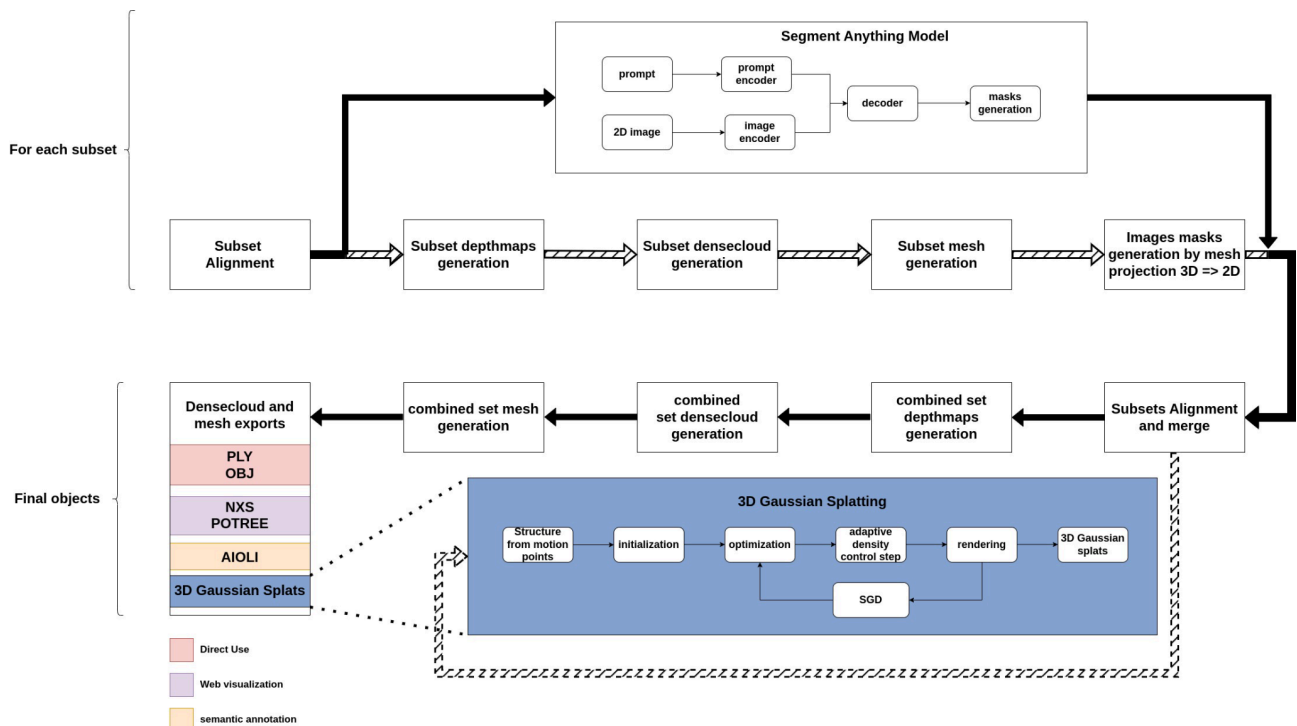 Segment Anything Model
prompt
prompt
encoder
decoder
masks
generation
2D image
image
encoder
For each subset
Subset
Alignment
Subset depthmaps
generation
Subset densecloud
generation
Subset mesh
generation
Images masks
generation by mesh
projection 3D => 2D
Densecloud and
mesh exports
combined set mesh
generation
combined
set densecloud
generation
combined set
depthmaps
generation
Subsets Alignment
and merge
Final objects
PLY
OBJ
NXS
POTREE
AIOLI
3D Gaussian Splats
3D Gaussian Splatting
Structure
from motion
points
initialization
optimization
adaptive
density
control step
rendering
3D Gaussian
splats
SGD
Direct Use
Web visualization
semantic annotation